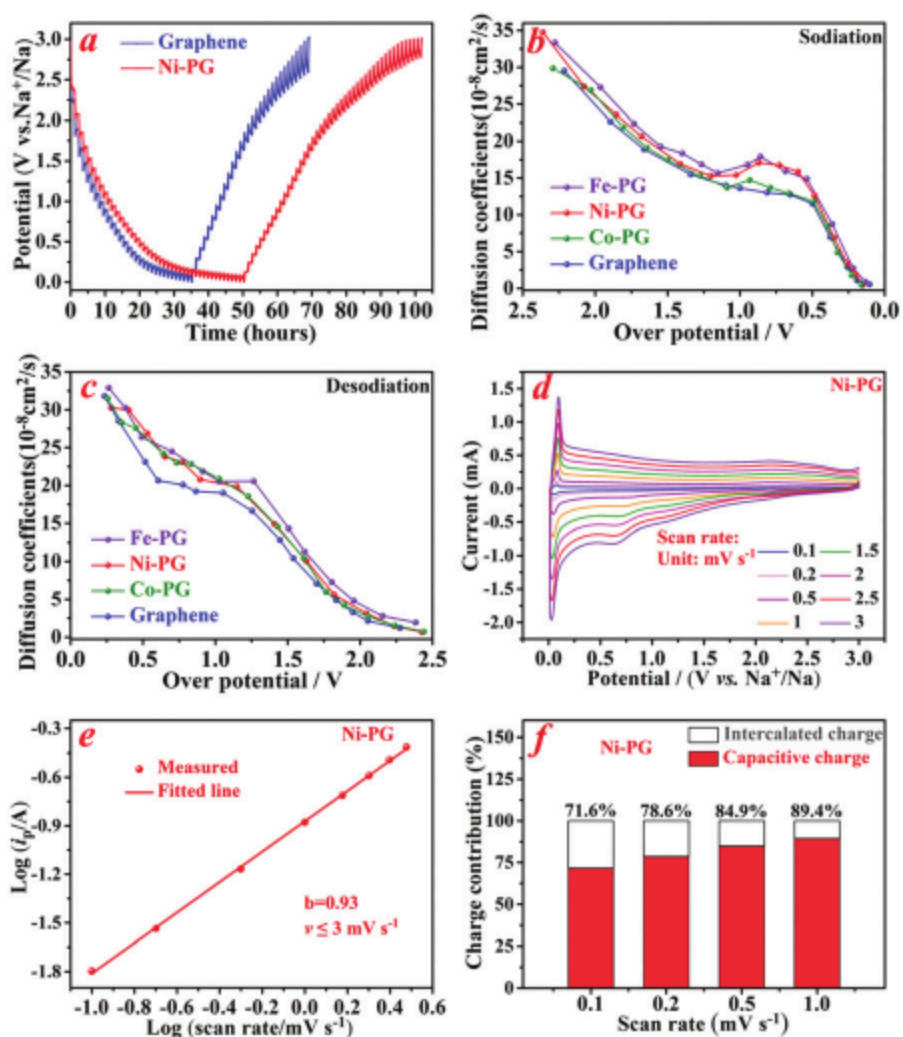 a
Graphene
Ni-PG
Potential (V vs.Na⁺/Na)
3.0
2.5
2.0
1.5
1.0
0.5
0.0
0 10 20 30 40 50 60 70 80 90 100
Time (hours)
b
Sodiation
Diffusion coefficients(10⁻⁸cm²/s)
35
30
25
20
15
10
5
0
Fe-PG
Ni-PG
Co-PG
Graphene
2.5 2.0 1.5 1.0 0.5 0.0
Over potential / V
c
Desodiation
Diffusion coefficients(10⁻⁸cm²/s)
35
30
25
20
15
10
5
0
Fe-PG
Ni-PG
Co-PG
Graphene
0.0 0.5 1.0 1.5 2.0 2.5
Over potential / V
d
Ni-PG
Current (mA)
1.5
1.0
0.5
0.0
-0.5
-1.0
-1.5
-2.0
Scan rate:
Unit: mV s⁻¹
0.1 1.5
0.2 2
0.5 2.5
1 3
0.0 0.5 1.0 1.5 2.0 2.5 3.0
Potential / (V vs. Na⁺/Na)
e
Ni-PG
Log (iₚ/A)
-0.3
-0.6
-0.9
-1.2
-1.5
-1.8
Measured
Fitted line
b=0.93
v ≤ 3 mV s⁻¹
-1.0 -0.8 -0.6 -0.4 -0.2 0.0 0.2 0.4 0.6
Log (scan rate/mV s⁻¹)
f
Ni-PG
Intercalated charge
Capacitive charge
Charge contribution (%)
150
125
100
75
50
25
0
71.6% 78.6% 84.9% 89.4%
0.1 0.2 0.5 1.0
Scan rate (mV s⁻¹)